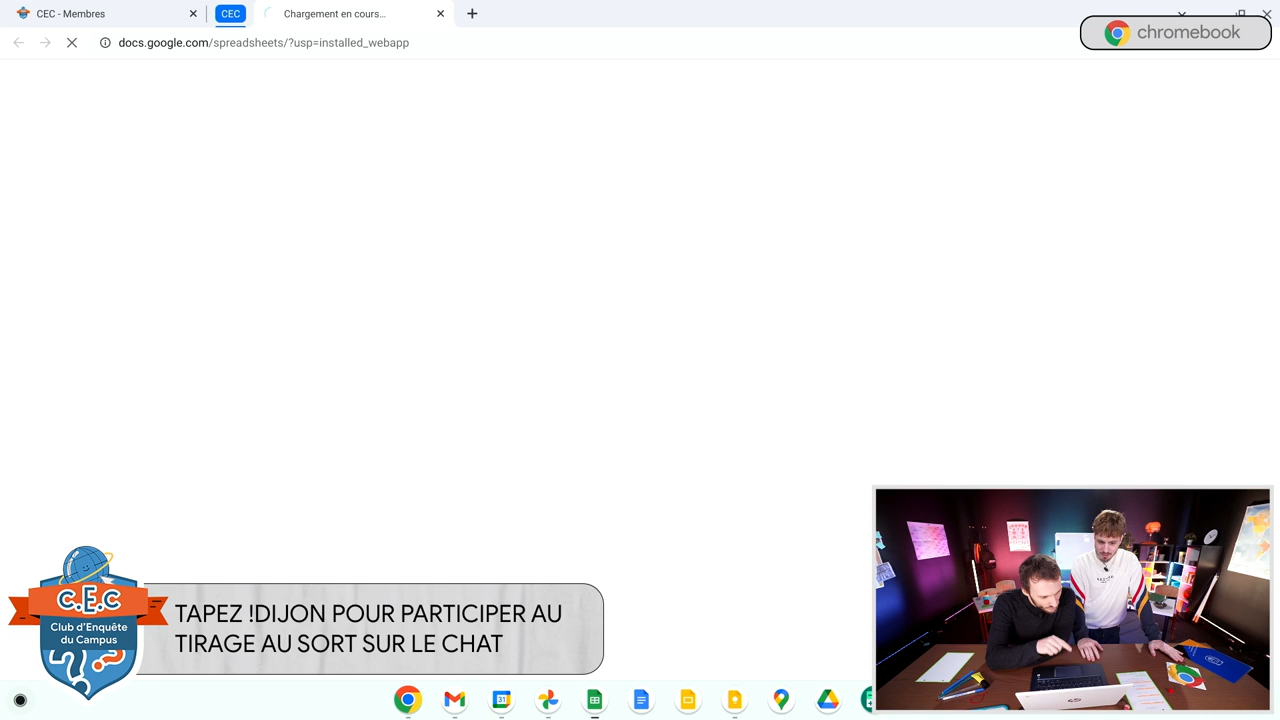 CEC - Membres
CEC
Chargement en cours...
docs.google.com/spreadsheets/?usp=installed_webapp
chromebook
C.E.C
Club d'Enquête
du Campus
TAPEZ !DIJON POUR PARTICIPER AU
TIRAGE AU SORT SUR LE CHAT
31